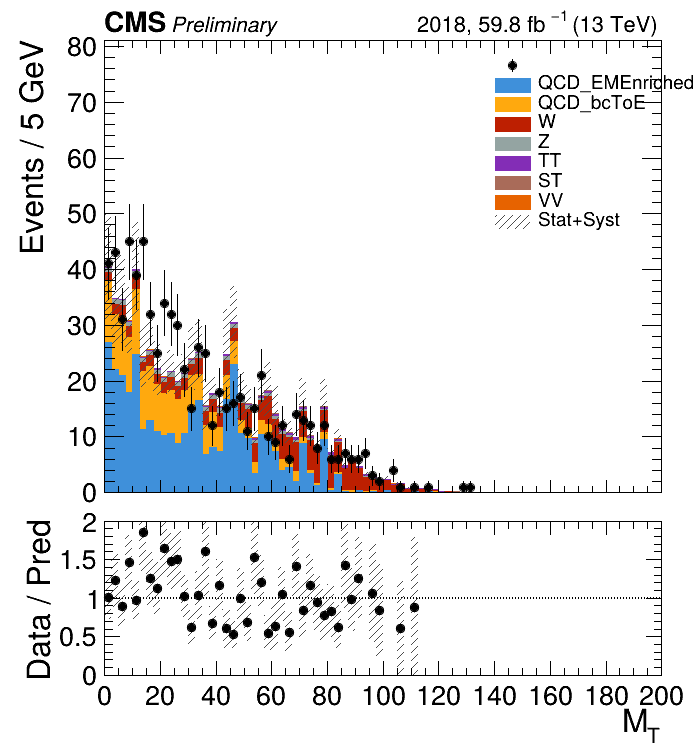 CMS Preliminary 2018, 59.8 fb⁻¹ (13 TeV)
Events / 5 GeV
80
70
60
50
40
30
20
10
0
QCD_EMEnriched
QCD_bcToE
W
Z
TT
ST
VV
Stat+Syst
Data / Pred
2
1.5
1
0.5
0
0 20 40 60 80 100 120 140 160 180 200
M_T